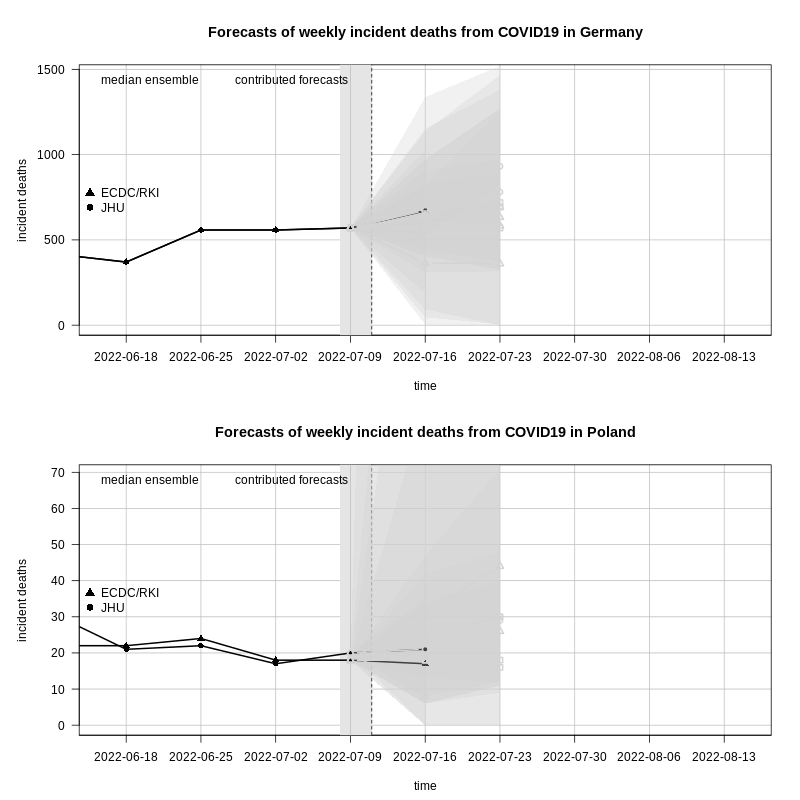 Forecasts of weekly incident deaths from COVID19 in Germany
median ensemble contributed forecasts
1500
1000
500
0
incident deaths
ECDC/RKI
JHU
2022-06-18 2022-06-25 2022-07-02 2022-07-09 2022-07-16 2022-07-23 2022-07-30 2022-08-06 2022-08-13
time
Forecasts of weekly incident deaths from COVID19 in Poland
median ensemble contributed forecasts
70
60
50
40
30
20
10
0
incident deaths
ECDC/RKI
JHU
2022-06-18 2022-06-25 2022-07-02 2022-07-09 2022-07-16 2022-07-23 2022-07-30 2022-08-06 2022-08-13
time